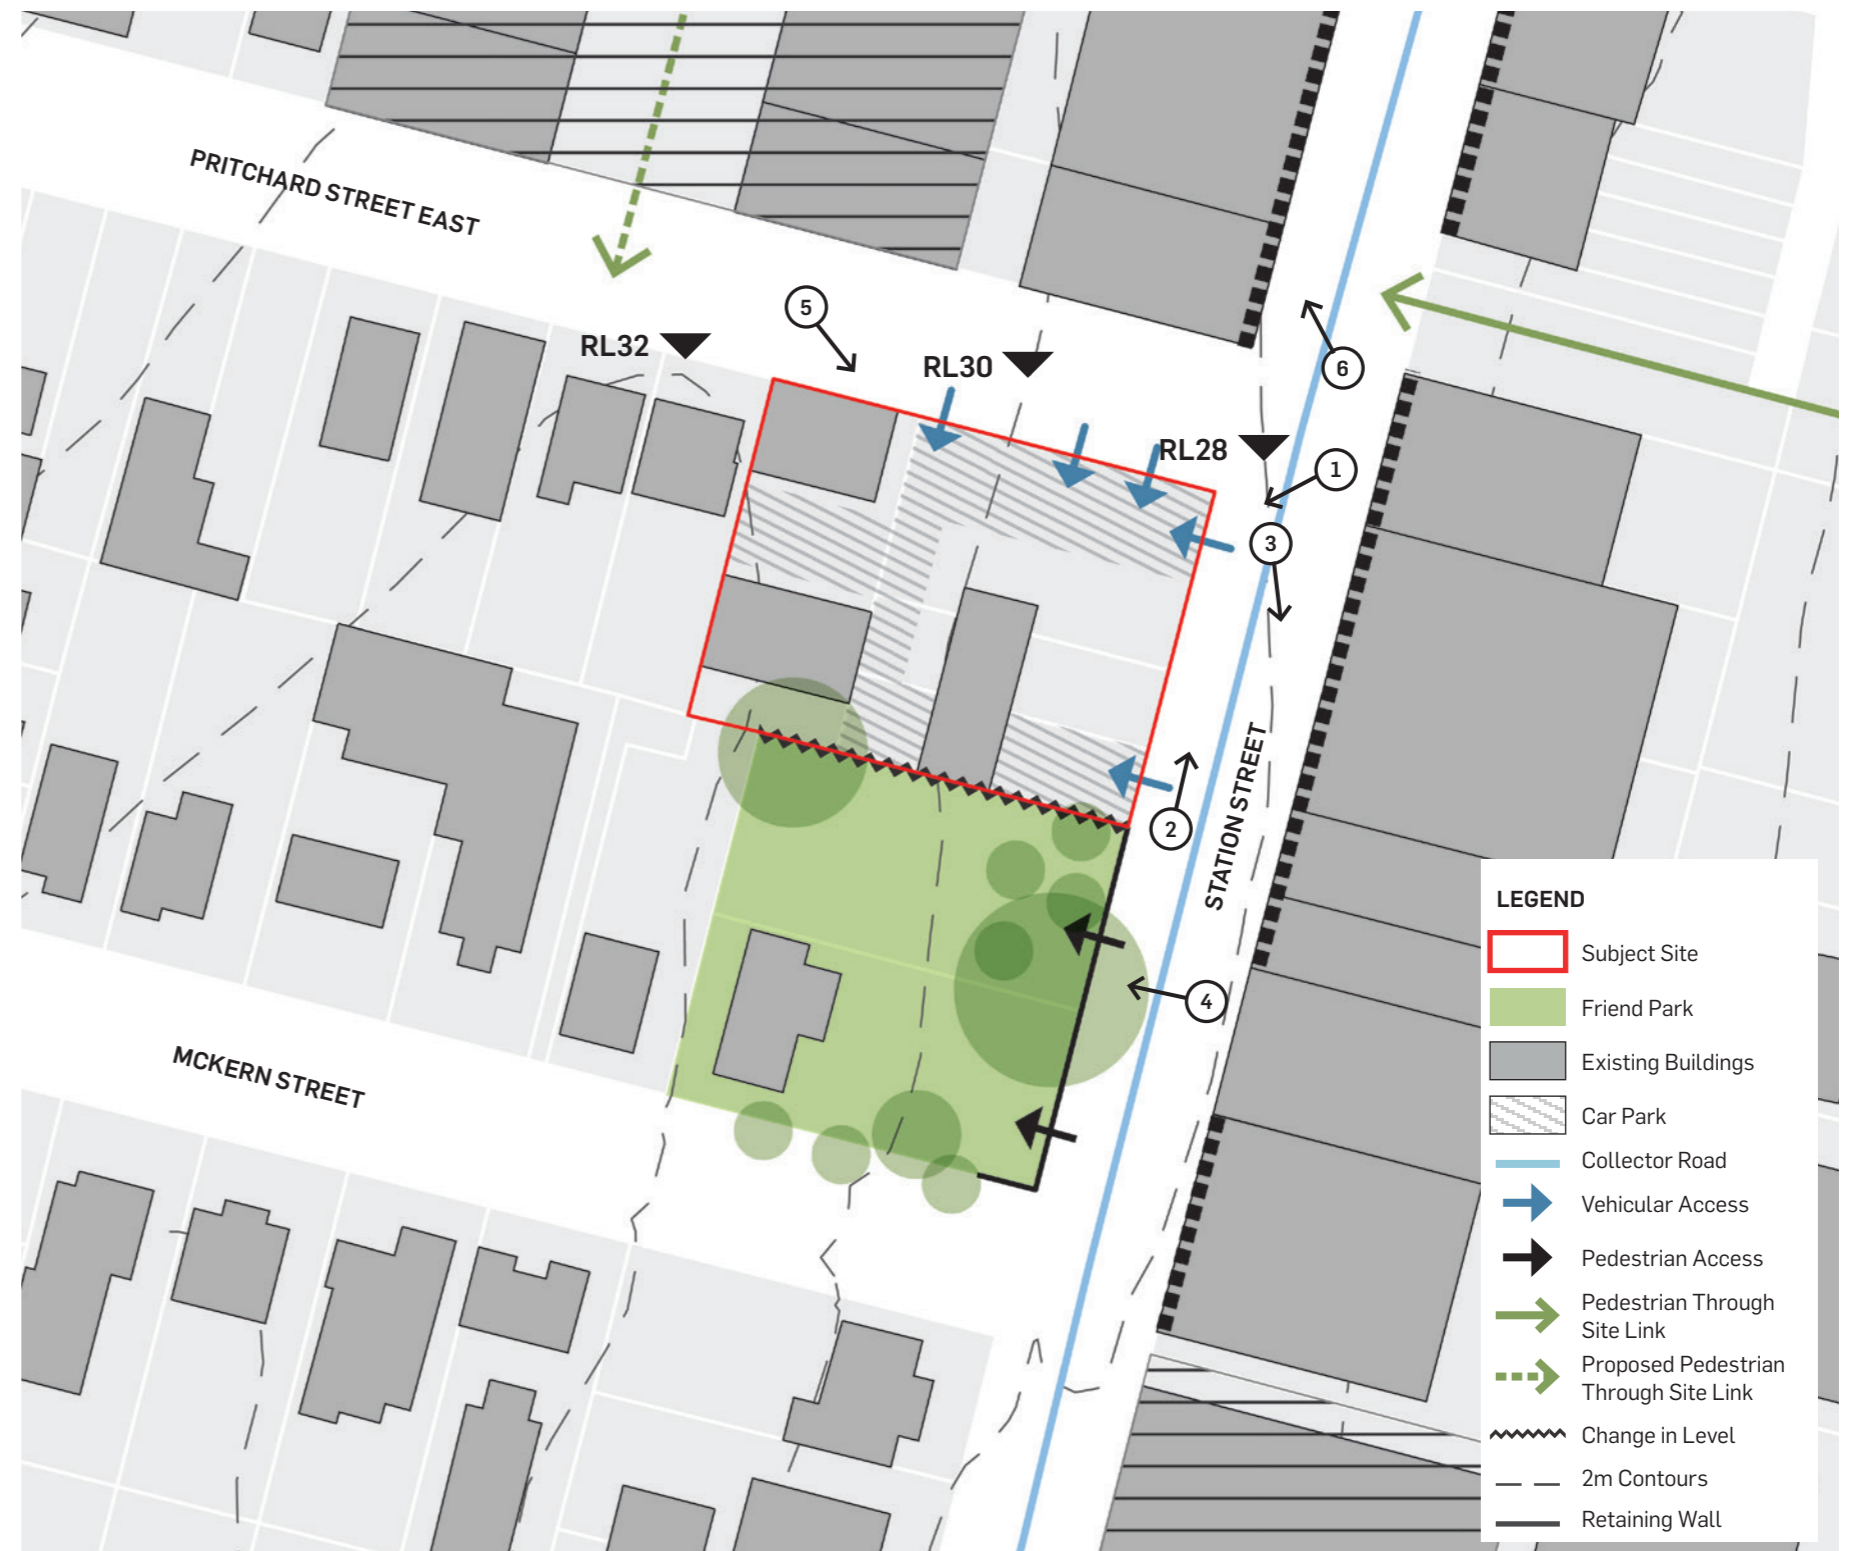 PRITCHARD STREET EAST
5
RL32
RL30
6
RL28
1
3
STATION STREET
2
4
MCKERN STREET
LEGEND
Subject Site
Friend Park
Existing Buildings
Car Park
Collector Road
Vehicular Access
Pedestrian Access
Pedestrian Through
Site Link
Proposed Pedestrian
Through Site Link
Change in Level
2m Contours
Retaining Wall